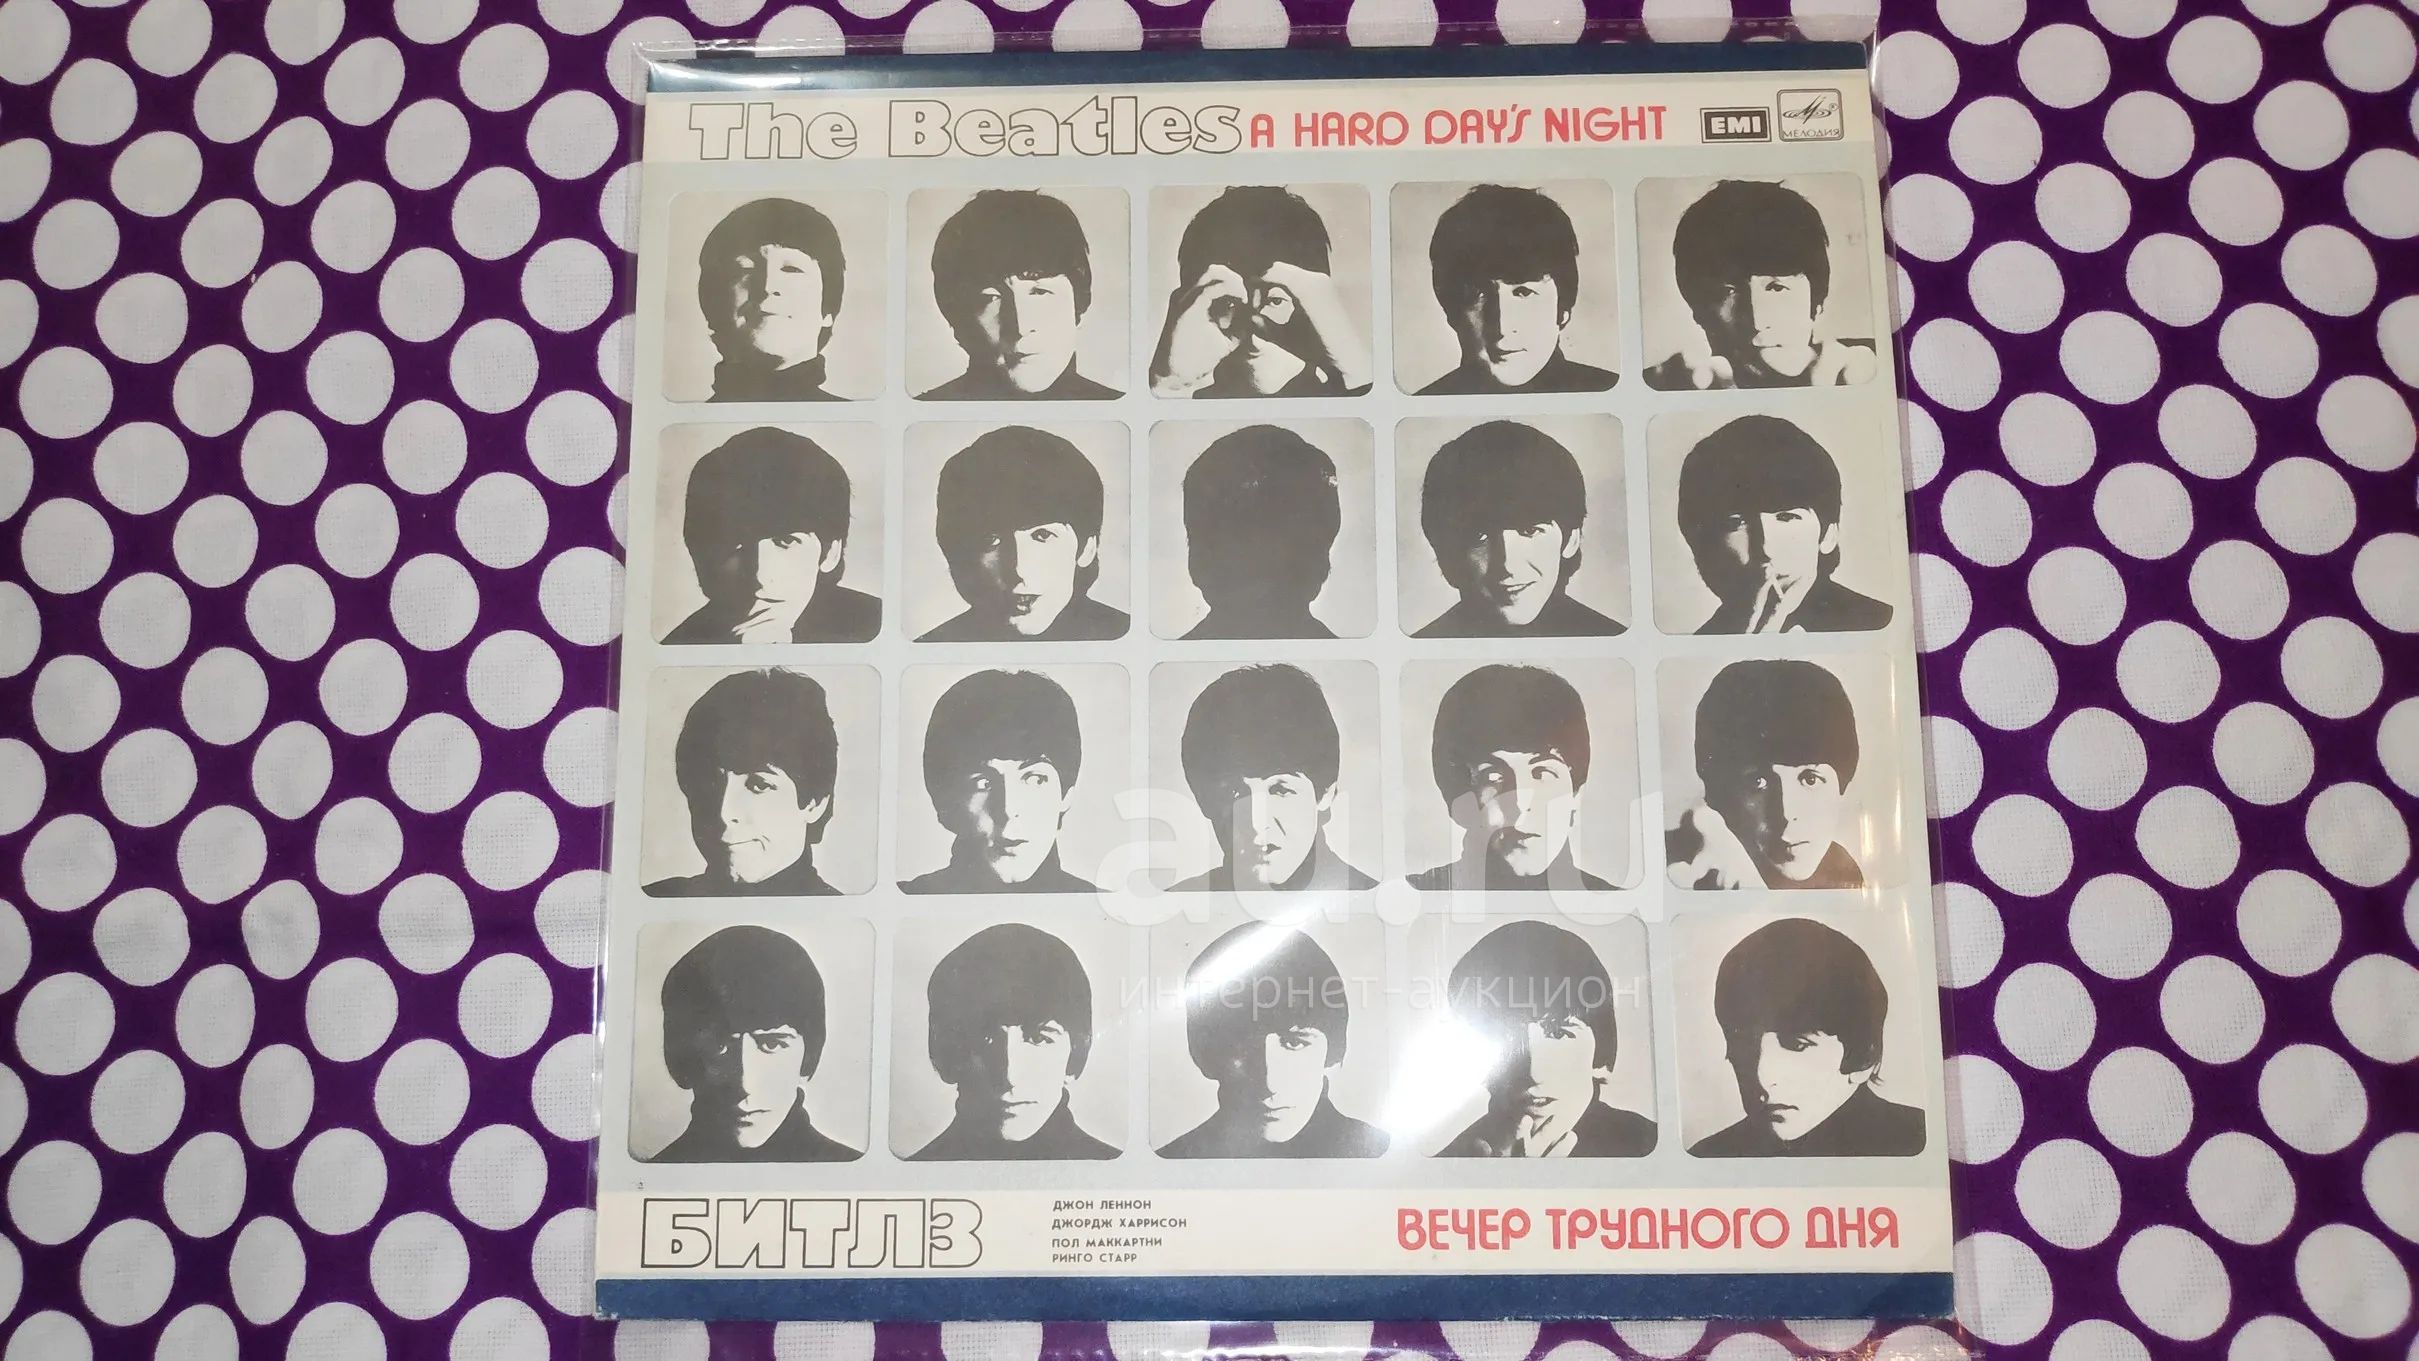 The Beatles A HARD DAY'S NIGHT EMI МЕЛОДИЯ
au.ru
интернет-аукцион
БИТЛЗ
ДЖОН ЛЕННОН
ДЖОРДЖ ХАРРИСОН
ПОЛ МАККАРТНИ
РИНГО СТАРР
ВЕЧЕР ТРУДНОГО ДНЯ